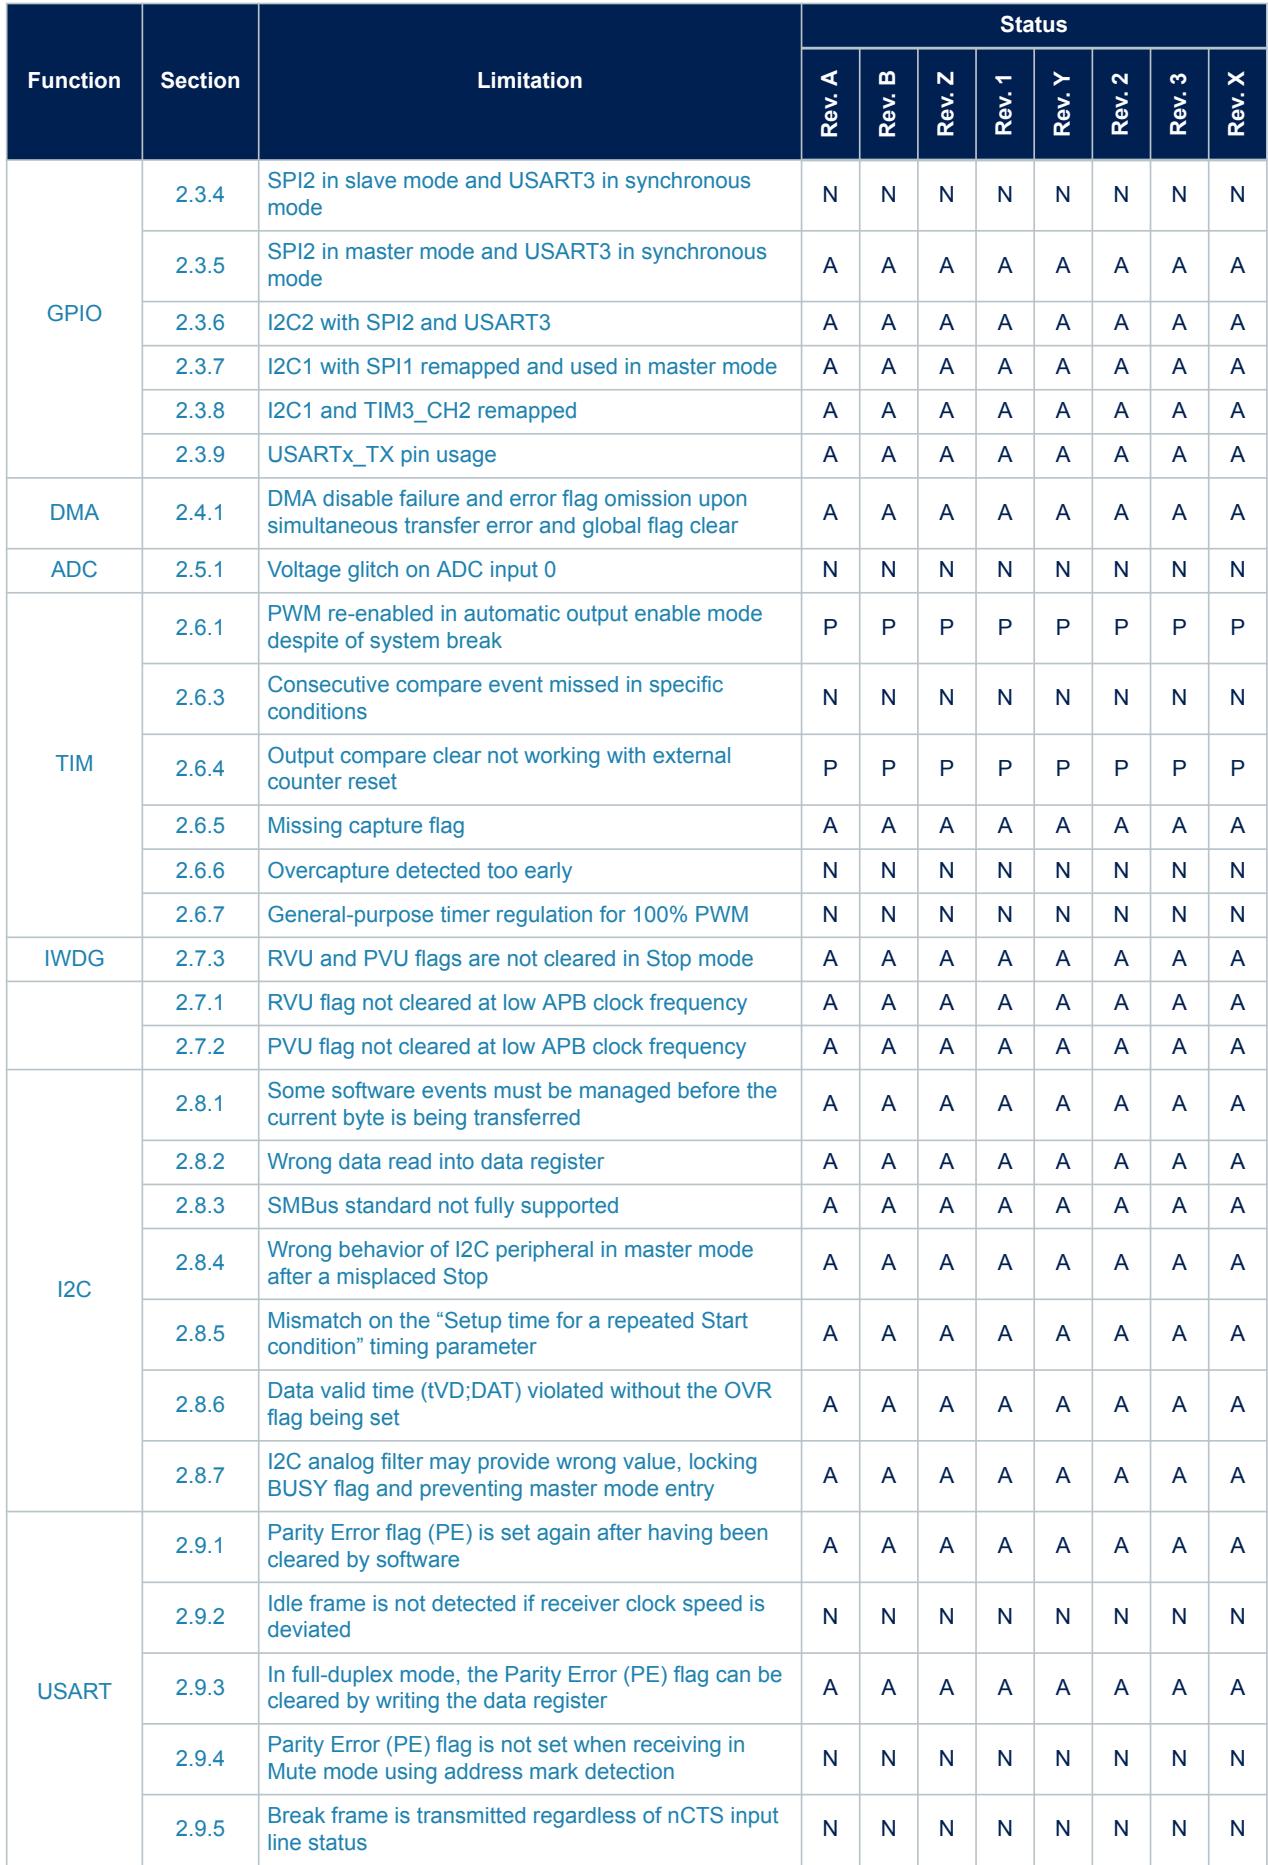 Function Section Limitation Status
Rev. A Rev. B Rev. Z Rev. 1 Rev. Y Rev. 2 Rev. 3 Rev. X
GPIO
2.3.4 SPI2 in slave mode and USART3 in synchronous
mode N N N N N N N N
2.3.5 SPI2 in master mode and USART3 in synchronous
mode A A A A A A A A
2.3.6 I2C2 with SPI2 and USART3 A A A A A A A A
2.3.7 I2C1 with SPI1 remapped and used in master mode A A A A A A A A
2.3.8 I2C1 and TIM3_CH2 remapped A A A A A A A A
2.3.9 USARTx_TX pin usage A A A A A A A A
DMA 2.4.1 DMA disable failure and error flag omission upon
simultaneous transfer error and global flag clear A A A A A A A A
ADC 2.5.1 Voltage glitch on ADC input 0 N N N N N N N N
TIM
2.6.1 PWM re-enabled in automatic output enable mode
despite of system break P P P P P P P P
2.6.3 Consecutive compare event missed in specific
conditions N N N N N N N N
2.6.4 Output compare clear not working with external
counter reset P P P P P P P P
2.6.5 Missing capture flag A A A A A A A A
2.6.6 Overcapture detected too early N N N N N N N N
2.6.7 General-purpose timer regulation for 100% PWM N N N N N N N N
IWDG 2.7.3 RVU and PVU flags are not cleared in Stop mode A A A A A A A A
2.7.1 RVU flag not cleared at low APB clock frequency A A A A A A A A
2.7.2 PVU flag not cleared at low APB clock frequency A A A A A A A A
I2C
2.8.1 Some software events must be managed before the
current byte is being transferred A A A A A A A A
2.8.2 Wrong data read into data register A A A A A A A A
2.8.3 SMBus standard not fully supported A A A A A A A A
2.8.4 Wrong behavior of I2C peripheral in master mode
after a misplaced Stop A A A A A A A A
2.8.5 Mismatch on the “Setup time for a repeated Start
condition” timing parameter A A A A A A A A
2.8.6 Data valid time (tVD;DAT) violated without the OVR
flag being set A A A A A A A A
2.8.7 I2C analog filter may provide wrong value, locking
BUSY flag and preventing master mode entry A A A A A A A A
USART
2.9.1 Parity Error flag (PE) is set again after having been
cleared by software A A A A A A A A
2.9.2 Idle frame is not detected if receiver clock speed is
deviated N N N N N N N N
2.9.3 In full-duplex mode, the Parity Error (PE) flag can be
cleared by writing the data register A A A A A A A A
2.9.4 Parity Error (PE) flag is not set when receiving in
Mute mode using address mark detection N N N N N N N N
2.9.5 Break frame is transmitted regardless of nCTS input
line status N N N N N N N N